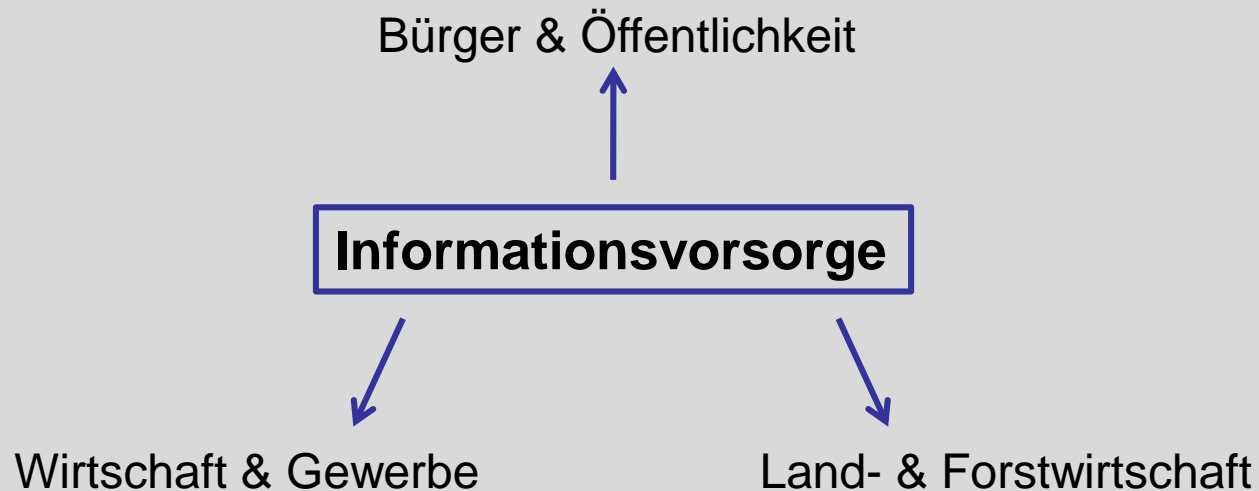 Bürger & Öffentlichkeit
Informationsvorsorge
Wirtschaft & Gewerbe
Land- & Forstwirtschaft